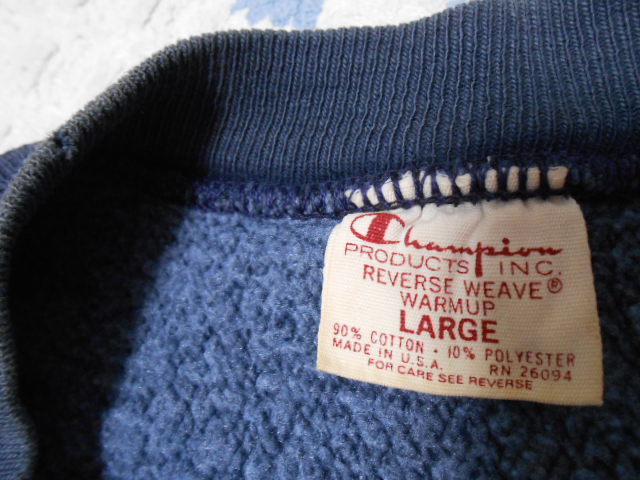 Champion
PRODUCTS INC.
REVERSE WEAVE®
WARMUP
LARGE
90% COTTON · 10% POLYESTER
MADE IN U.S.A. RN 26094
FOR CARE SEE REVERSE